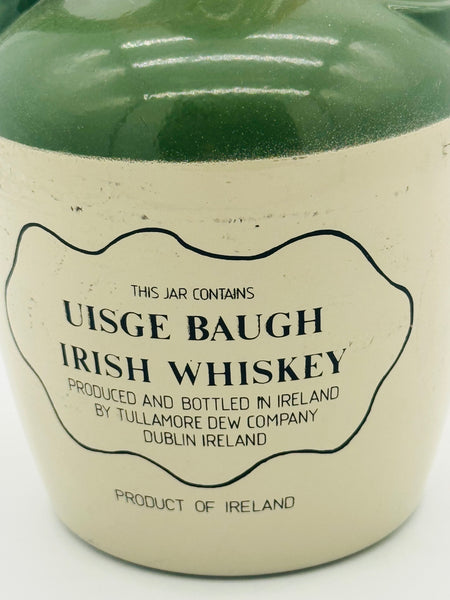 THIS JAR CONTAINS
UISGE BAUGH
IRISH WHISKEY
PRODUCED AND BOTTLED IN IRELAND
BY TULLAMORE DEW COMPANY
DUBLIN IRELAND
PRODUCT OF IRELAND